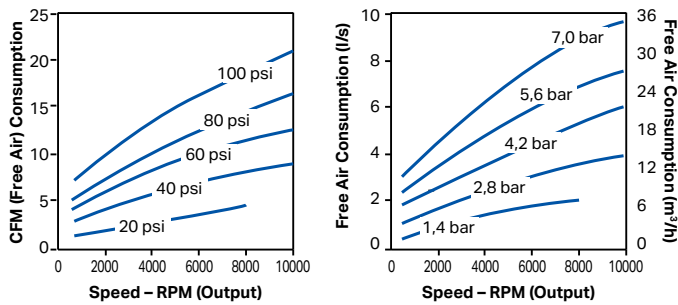 25
20
15
10
5
0
CFM (Free Air) Consumption
100 psi
80 psi
60 psi
40 psi
20 psi
0 2000 4000 6000 8000 10000
Speed – RPM (Output)
10
8
6
4
2
0
Free Air Consumption (l/s)
7,0 bar
5,6 bar
4,2 bar
2,8 bar
1,4 bar
36
30
24
18
12
6
0
Free Air Consumption (m³/h)
0 2000 4000 6000 8000 10000
Speed – RPM (Output)